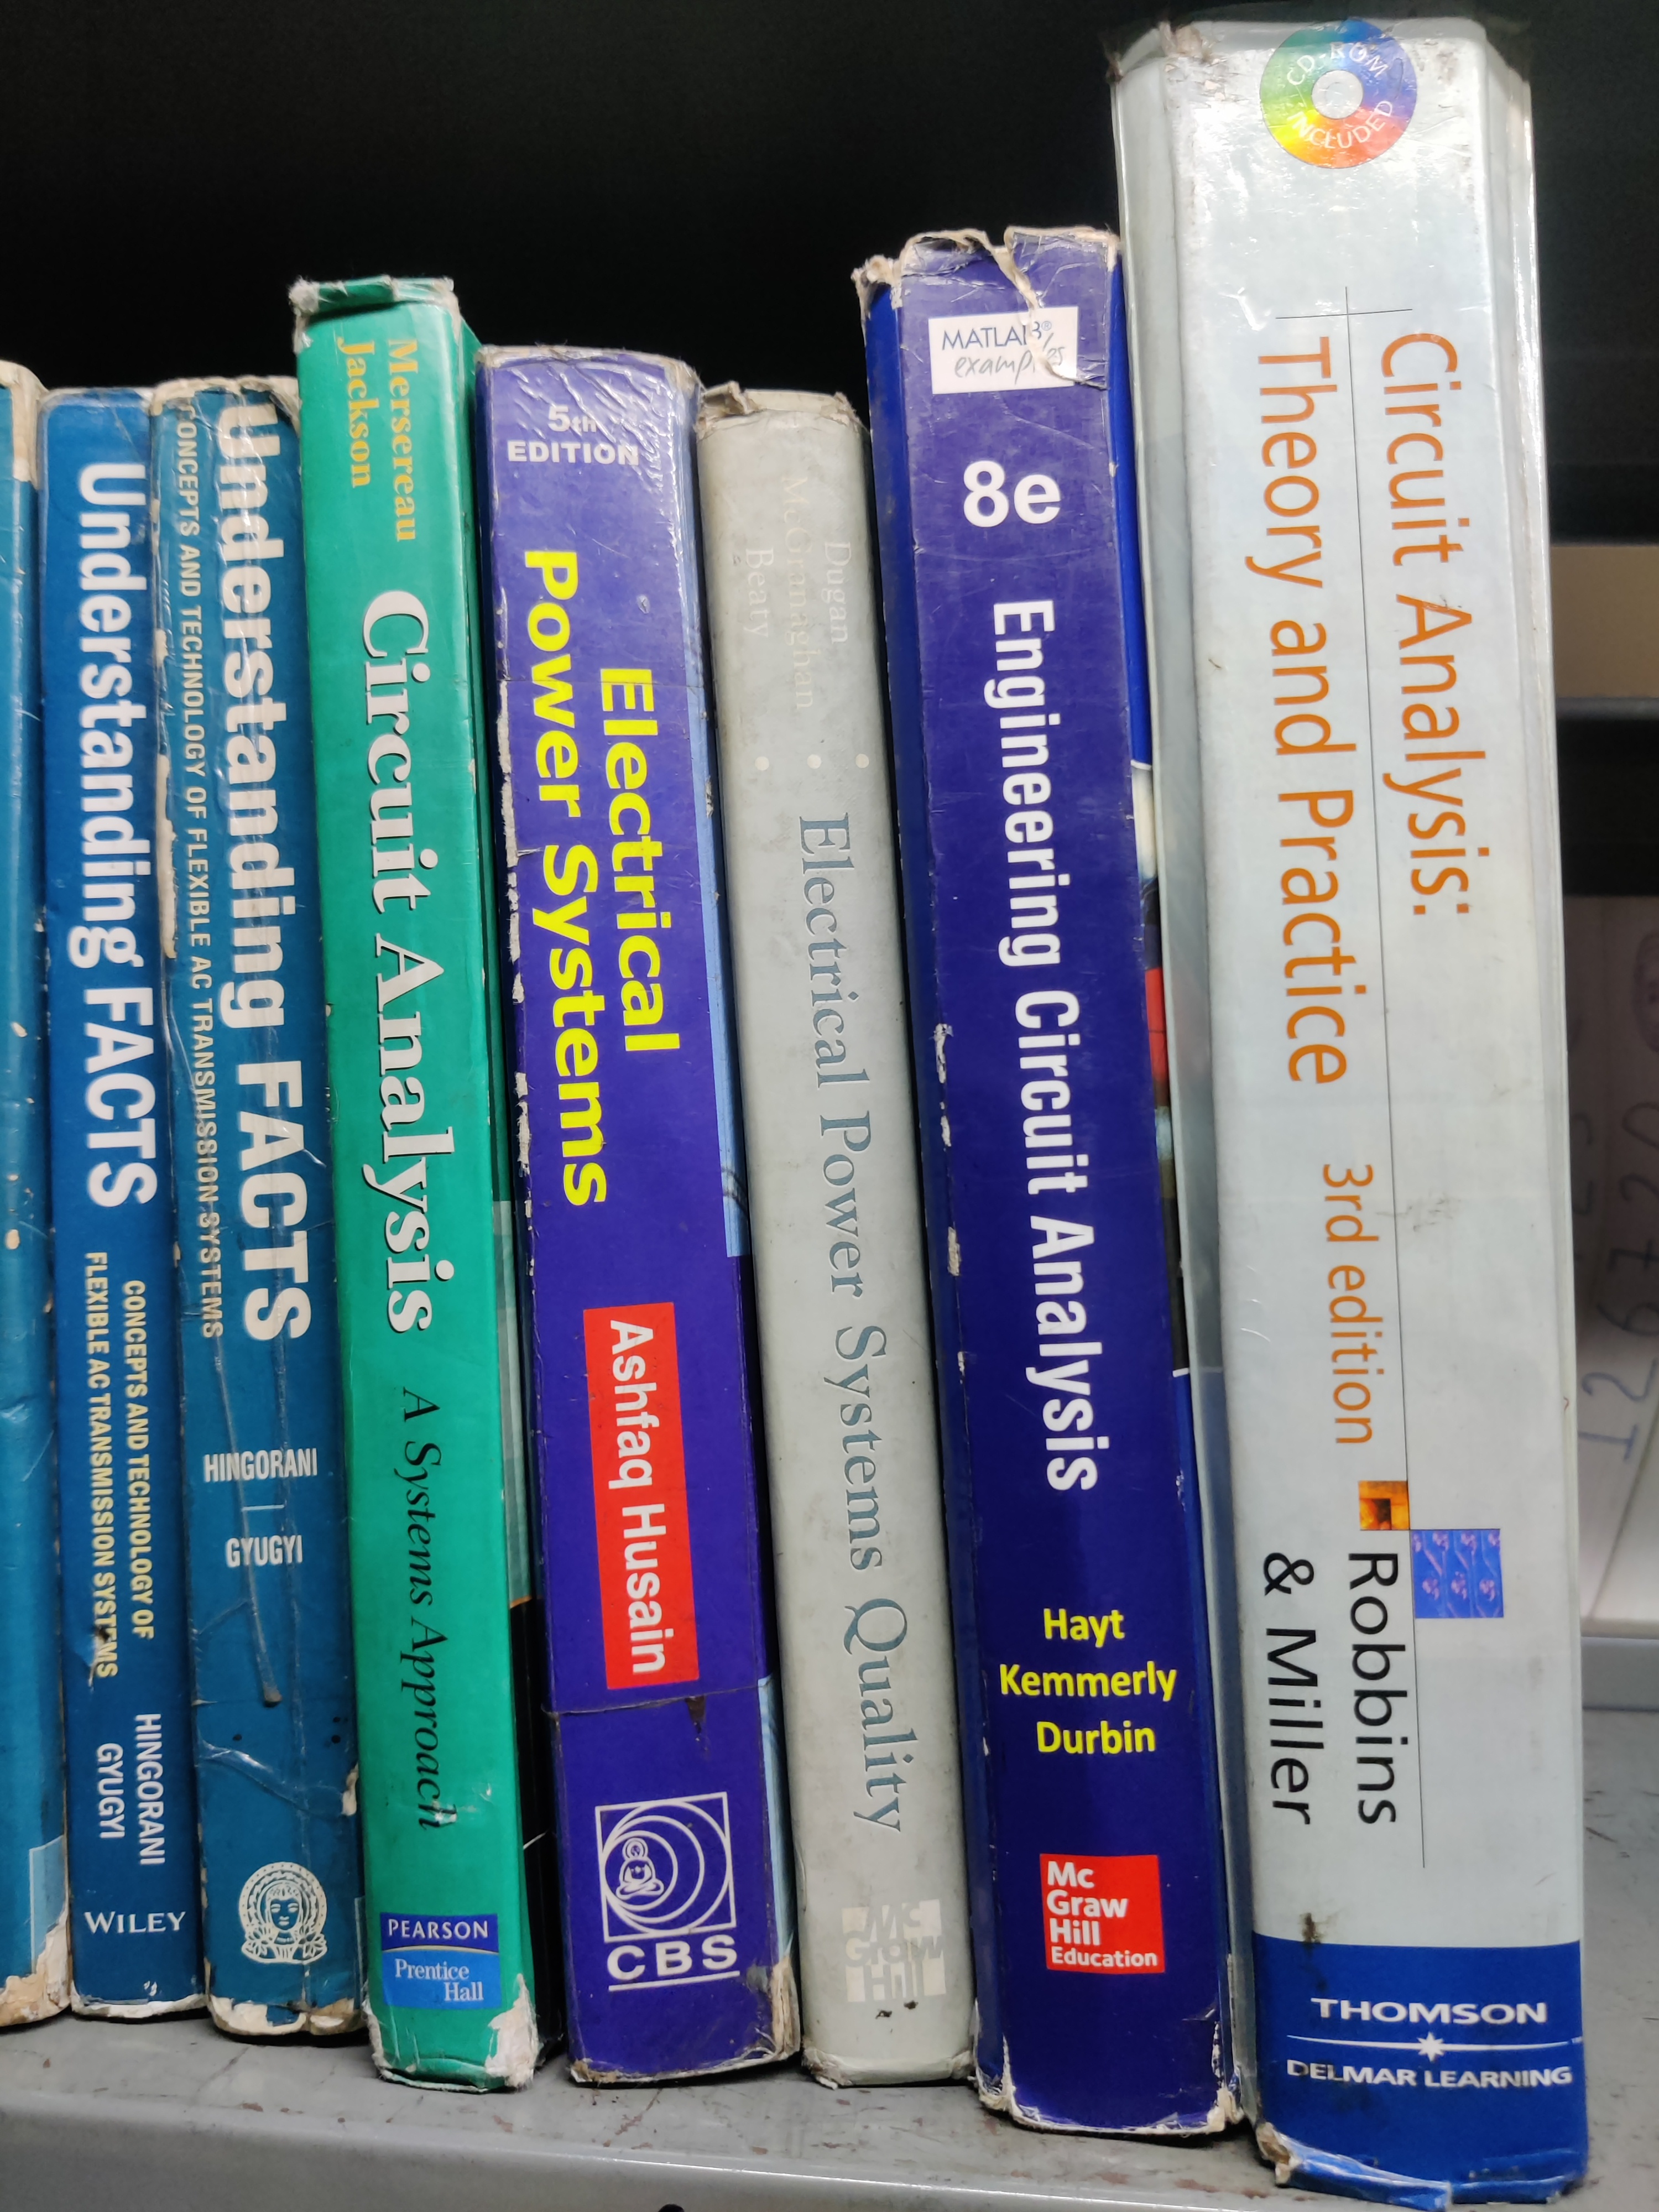 Understanding FACTS
CONCEPTS AND TECHNOLOGY OF
FLEXIBLE AC TRANSMISSION SYSTEMS
HINGORANI
GYUGYI
WILEY
Understanding FACTS
CONCEPTS AND TECHNOLOGY OF FLEXIBLE AC TRANSMISSION SYSTEMS
HINGORANI
GYUGYI
Mersereau
Jackson
Circuit Analysis
A Systems Approach
PEARSON
Prentice
Hall
5th
EDITION
Electrical
Power Systems
Ashfaq Husain
CBS
Dugan
McGranaghan
Beaty
Electrical Power Systems Quality
Mc
Graw
Hill
MATLAB®
examples
8e
Engineering Circuit Analysis
Hayt
Kemmerly
Durbin
Mc
Graw
Hill
Education
CD-ROM
INCLUDED
Circuit Analysis:
Theory and Practice
3rd edition
Robbins
& Miller
THOMSON
DELMAR LEARNING